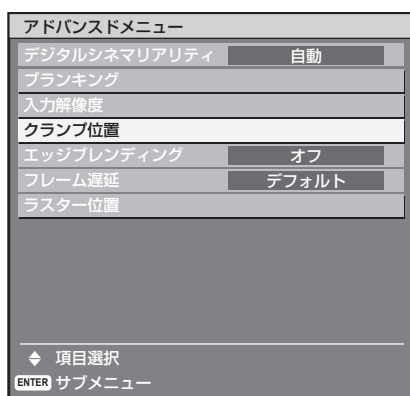 アドバンスドメニュー
デジタルシネマリアリティ 自動
ブランキング
入力解像度
クランプ位置
エッジブレンディング オフ
フレーム遅延 デフォルト
ラスター位置
項目選択
ENTER サブメニュー